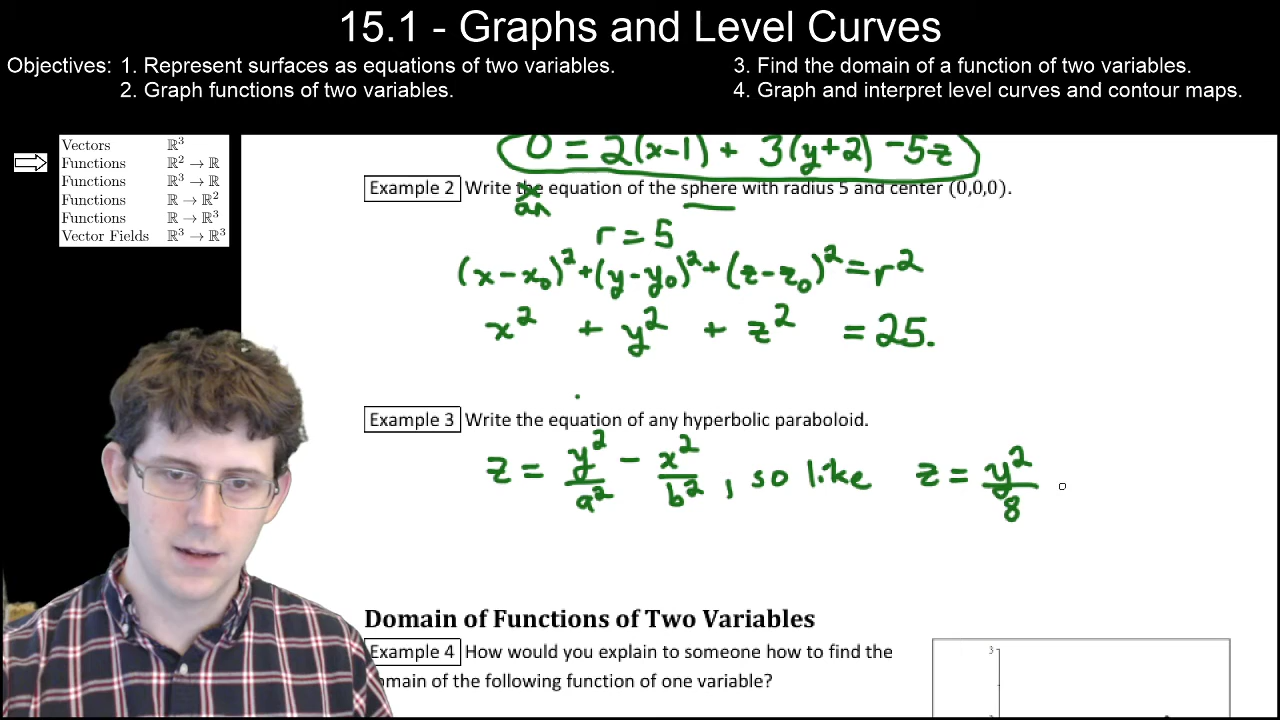 15.1 - Graphs and Level Curves
Objectives: 1. Represent surfaces as equations of two variables.
2. Graph functions of two variables.
3. Find the domain of a function of two variables.
4. Graph and interpret level curves and contour maps.
Vectors ℝ³
Functions ℝ² → ℝ
Functions ℝ³ → ℝ
Functions ℝ → ℝ²
Functions ℝ → ℝ³
Vector Fields ℝ³ → ℝ³
0 = 2(x-1) + 3(y+2) -5z
Example 2 Write the equation of the sphere with radius 5 and center (0,0,0).
an
r = 5
(x-x₀)²+(y-y₀)²+(z-z₀)²=r²
x² + y² + z² = 25.
Example 3 Write the equation of any hyperbolic paraboloid.
z = y²/a² - x²/b², so like z = y²/8
Domain of Functions of Two Variables
Example 4 How would you explain to someone how to find the
main of the following function of one variable?
3